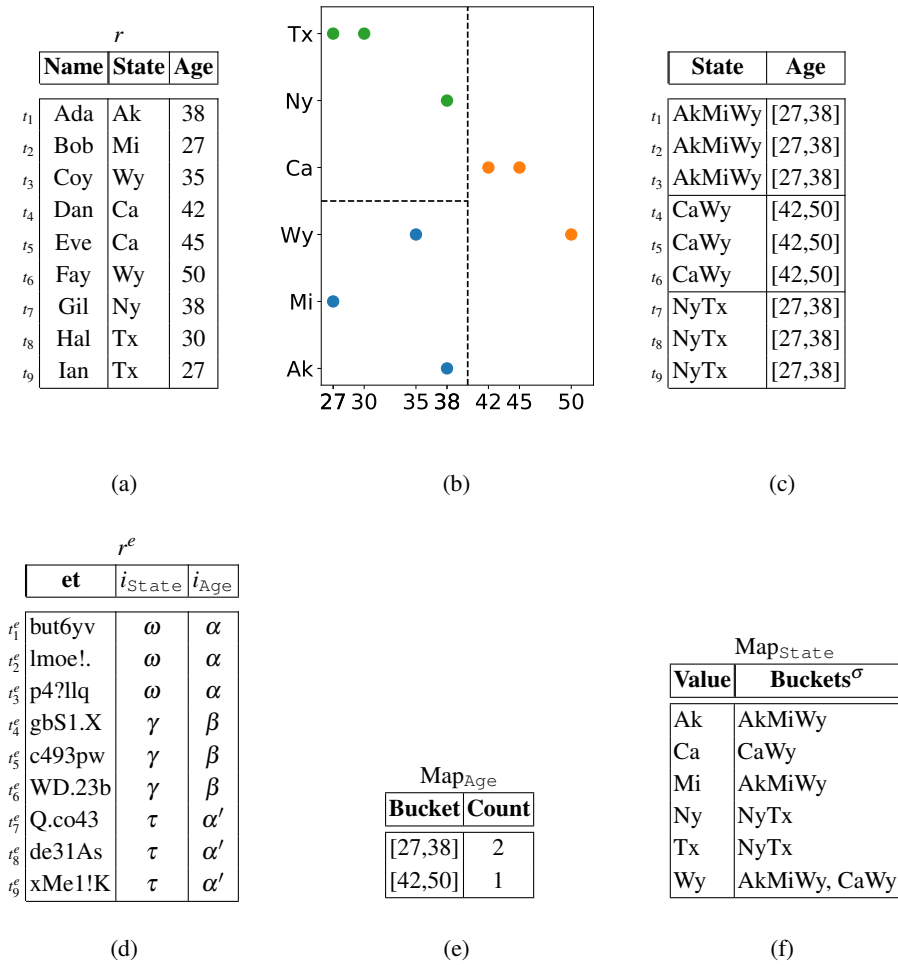 r
Name State Age
t1 Ada Ak 38
t2 Bob Mi 27
t3 Coy Wy 35
t4 Dan Ca 42
t5 Eve Ca 45
t6 Fay Wy 50
t7 Gil Ny 38
t8 Hal Tx 30
t9 Ian Tx 27
(a)
Tx
Ny
Ca
Wy
Mi
Ak
27 30 35 38 42 45 50
(b)
State Age
t1 AkMiWy [27,38]
t2 AkMiWy [27,38]
t3 AkMiWy [27,38]
t4 CaWy [42,50]
t5 CaWy [42,50]
t6 CaWy [42,50]
t7 NyTx [27,38]
t8 NyTx [27,38]
t9 NyTx [27,38]
(c)
r^e
et i_State i_Age
t1^e but6yv ω α
t2^e lmoe!. ω α
t3^e p4?llq ω α
t4^e gbS1.X γ β
t5^e c493pw γ β
t6^e WD.23b γ β
t7^e Q.co43 τ α′
t8^e de31As τ α′
t9^e xMe1!K τ α′
(d)
Map_Age
Bucket Count
[27,38] 2
[42,50] 1
(e)
Map_State
Value Buckets^σ
Ak AkMiWy
Ca CaWy
Mi AkMiWy
Ny NyTx
Tx NyTx
Wy AkMiWy, CaWy
(f)